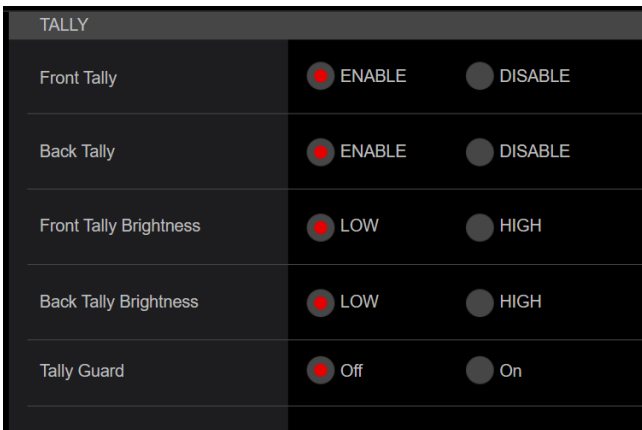 TALLY
Front Tally ENABLE DISABLE
Back Tally ENABLE DISABLE
Front Tally Brightness LOW HIGH
Back Tally Brightness LOW HIGH
Tally Guard Off On